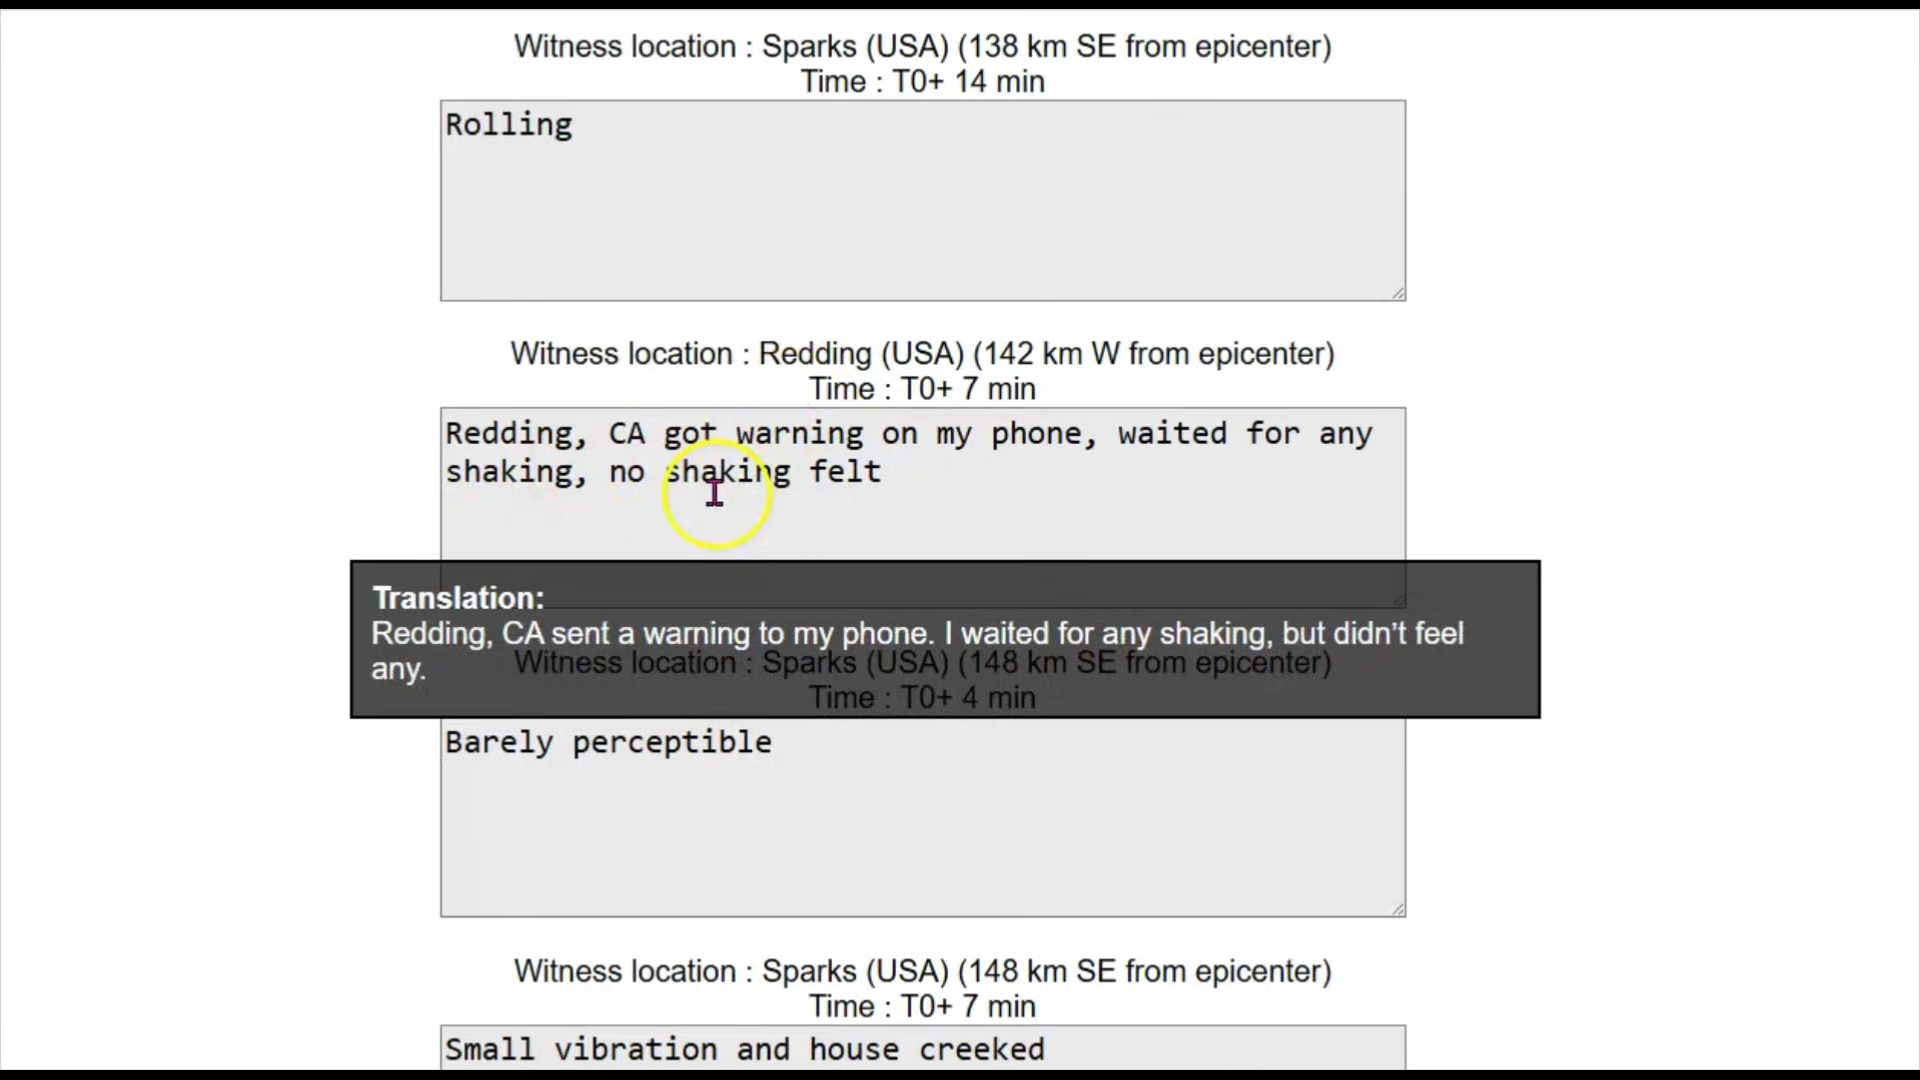 Witness location : Sparks (USA) (138 km SE from epicenter)
Time : T0+ 14 min
Rolling
Witness location : Redding (USA) (142 km W from epicenter)
Time : T0+ 7 min
Redding, CA got warning on my phone, waited for any
shaking, no shaking felt
Translation:
Redding, CA sent a warning to my phone. I waited for any shaking, but didn't feel
any.
Witness location : Sparks (USA) (148 km SE from epicenter)
Time : T0+ 4 min
Barely perceptible
Witness location : Sparks (USA) (148 km SE from epicenter)
Time : T0+ 7 min
Small vibration and house creeked